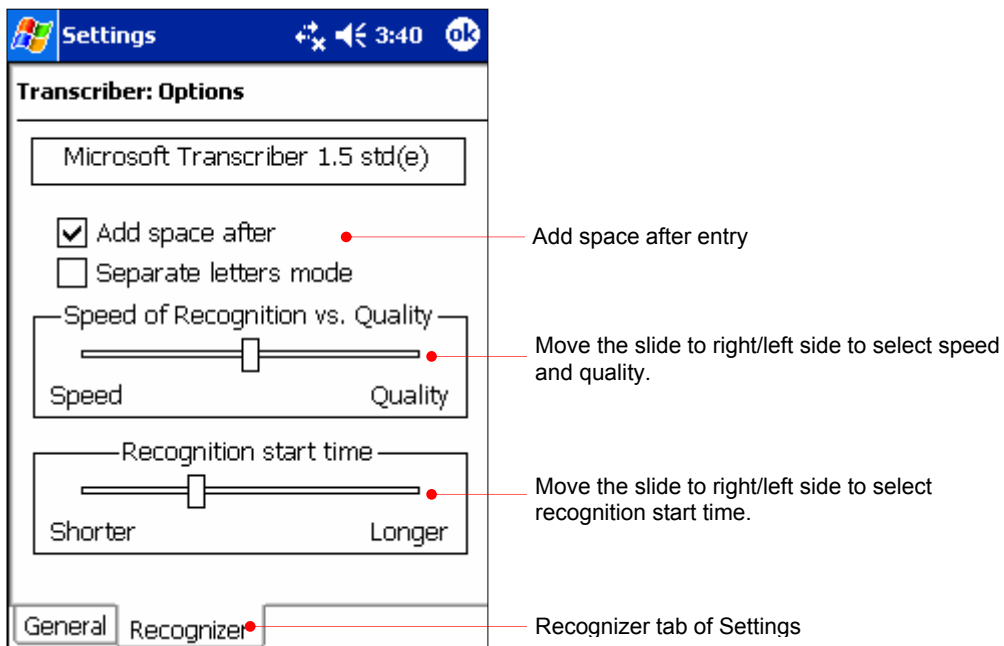 Settings 3:40 ok
Transcriber: Options
Microsoft Transcriber 1.5 std(e)
Add space after
Add space after entry
Separate letters mode
Speed of Recognition vs. Quality
Move the slide to right/left side to select speed
and quality.
Speed Quality
Recognition start time
Move the slide to right/left side to select
recognition start time.
Shorter Longer
General Recognizer
Recognizer tab of Settings